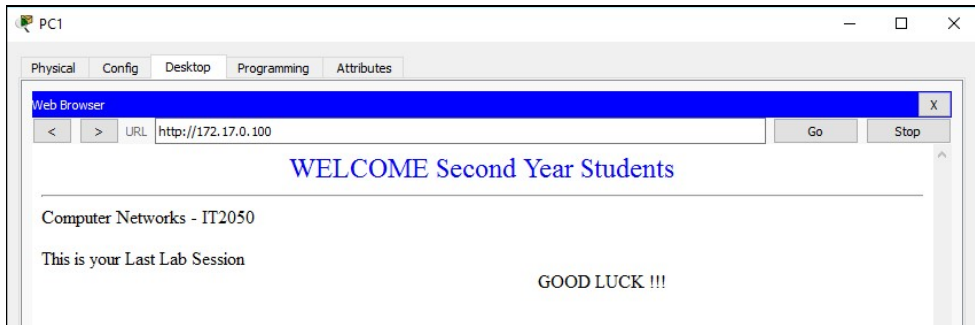 PC1
Physical Config Desktop Programming Attributes
Web Browser X
< > URL http://172.17.0.100 Go Stop
WELCOME Second Year Students
Computer Networks - IT2050
This is your Last Lab Session
GOOD LUCK !!!